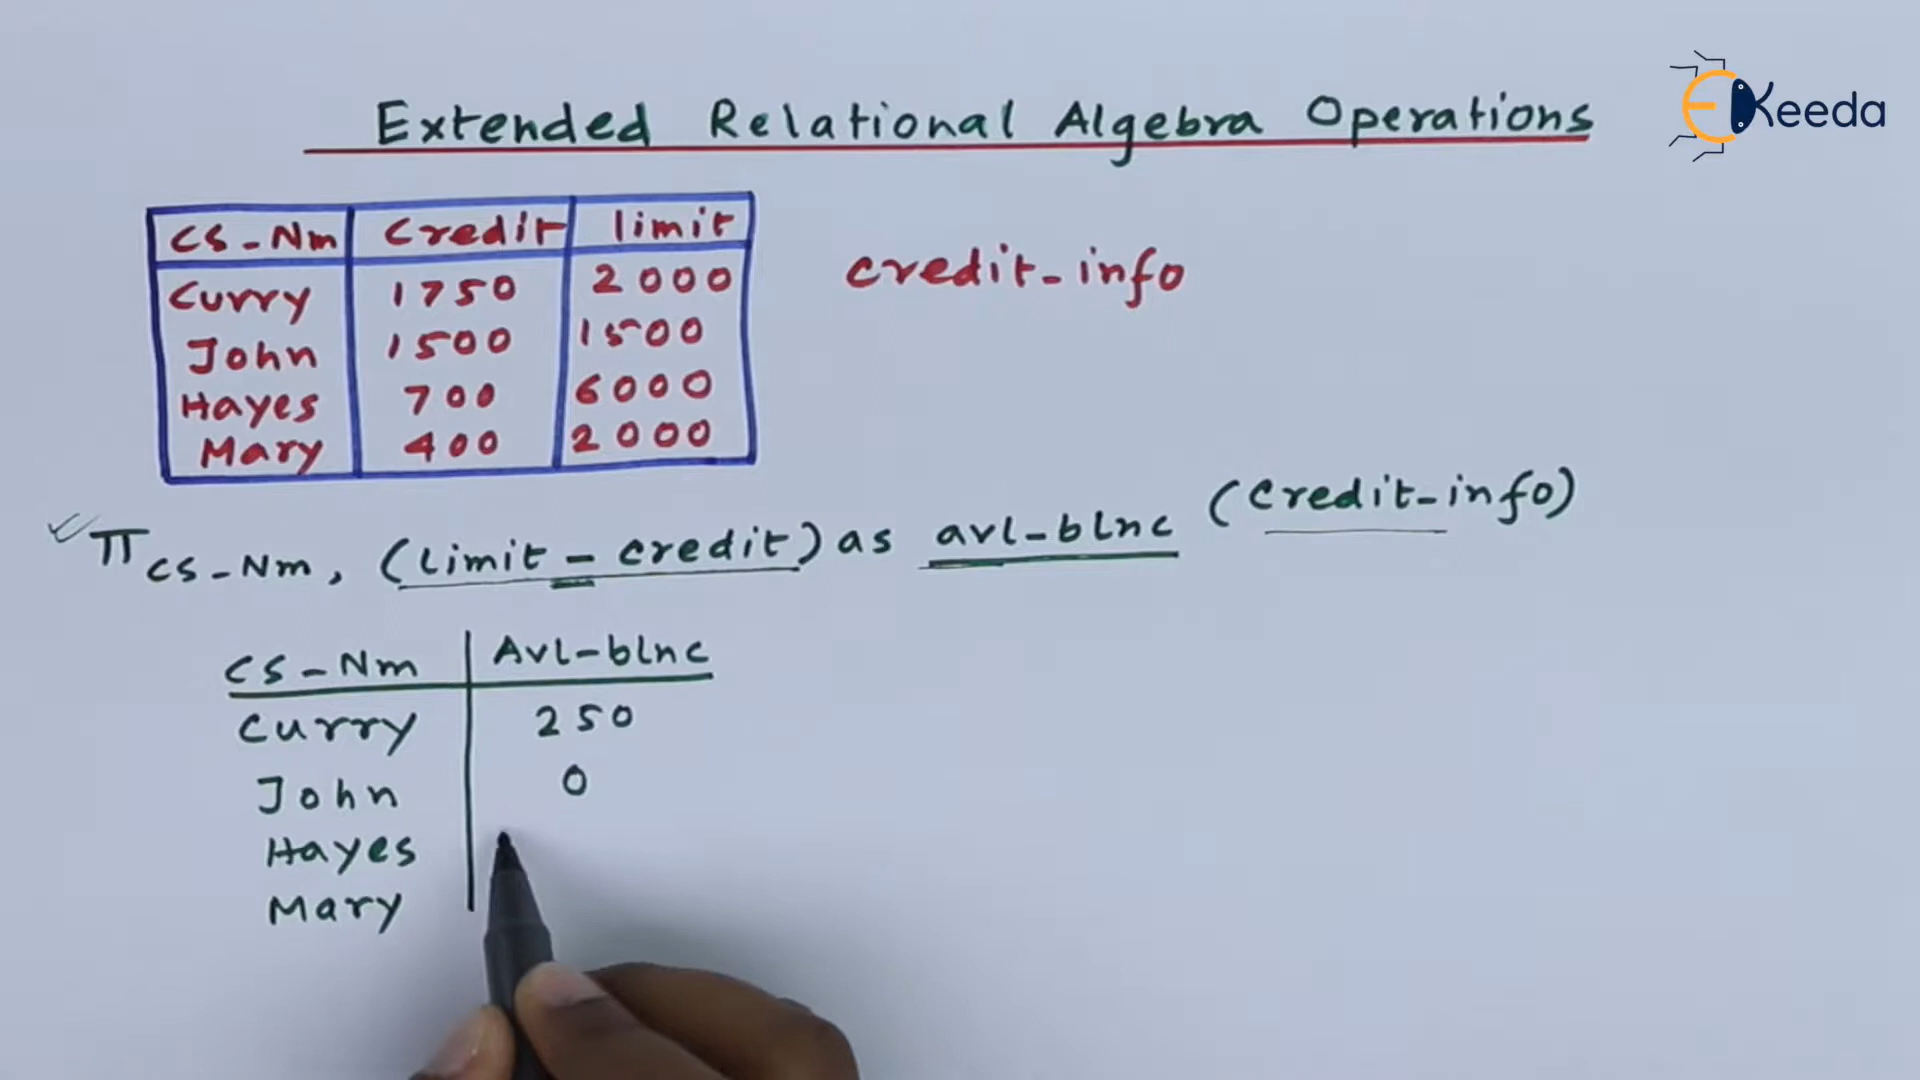 Extended Relational Algebra Operations
EKeeda
CS-Nm Credit limit
Curry 1750 2000
John 1500 1500
Hayes 700 6000
Mary 400 2000
credit-info
π CS-Nm, (limit - credit) as avl-blnc (credit-info)
CS-Nm Avl-blnc
Curry 250
John 0
Hayes
Mary